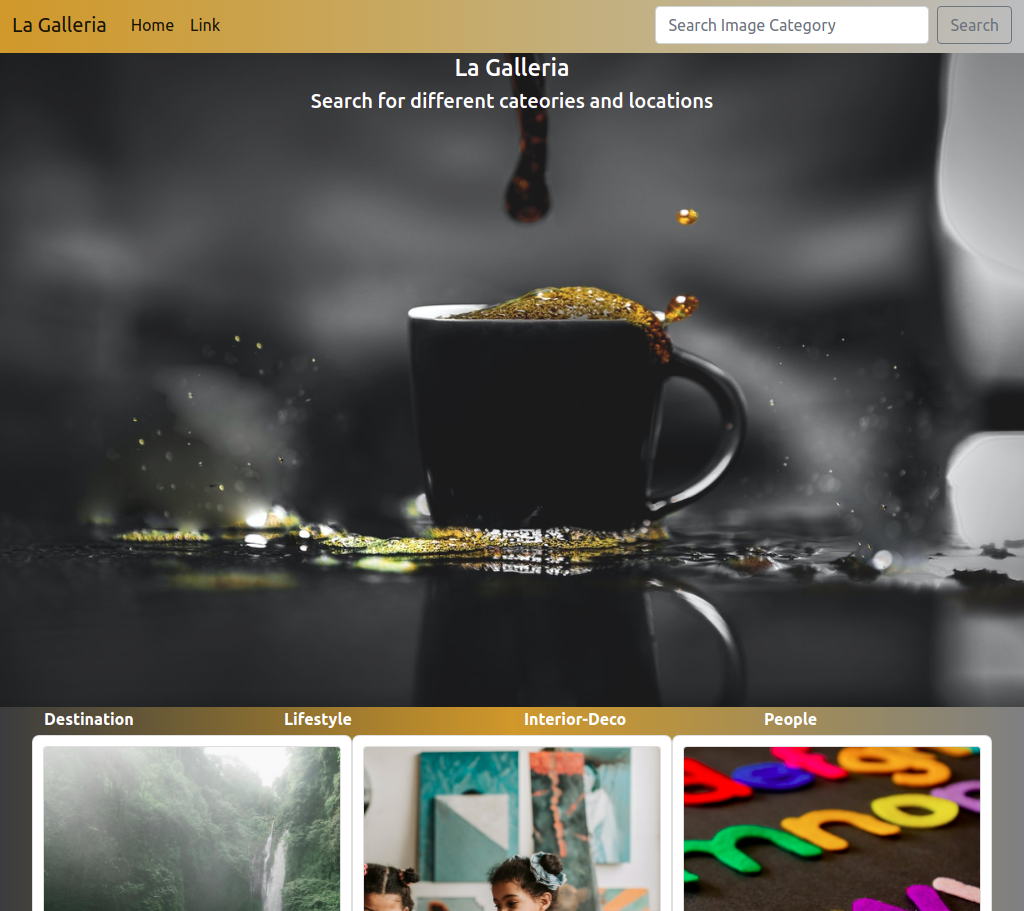 La Galleria Home Link Search Image Category Search
La Galleria
Search for different cateories and locations
Destination Lifestyle Interior-Deco People